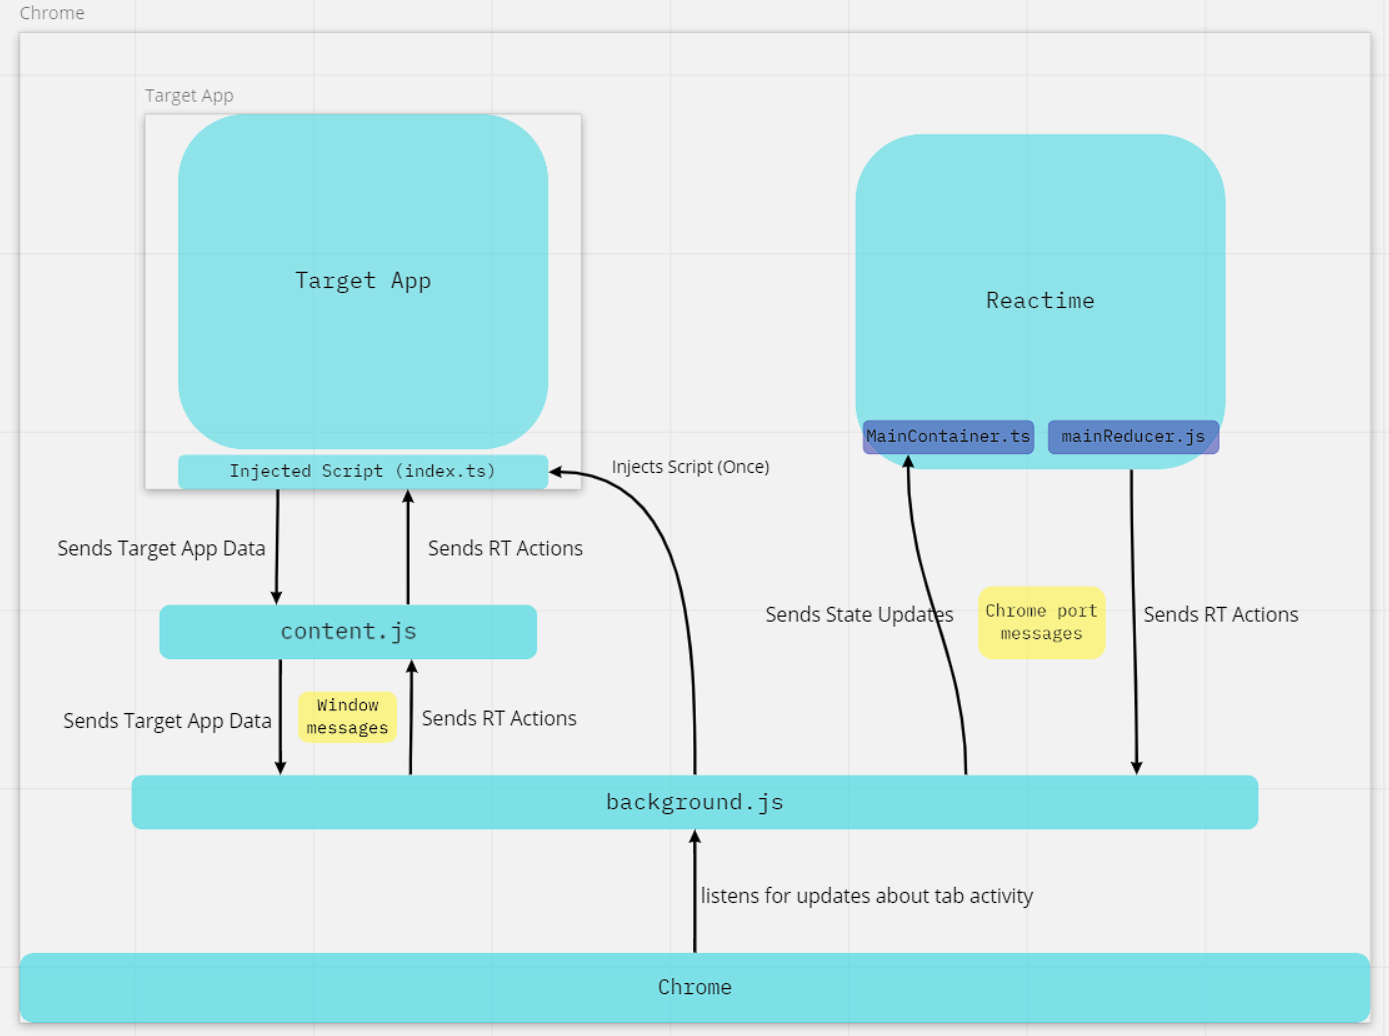 Chrome
Target App
Target App
Reactime
MainContainer.ts
mainReducer.js
Injected Script (index.ts)
Injects Script (Once)
Sends Target App Data
Sends RT Actions
Sends State Updates
Chrome port
messages
Sends RT Actions
content.js
Sends Target App Data
Window
messages
Sends RT Actions
background.js
listens for updates about tab activity
Chrome